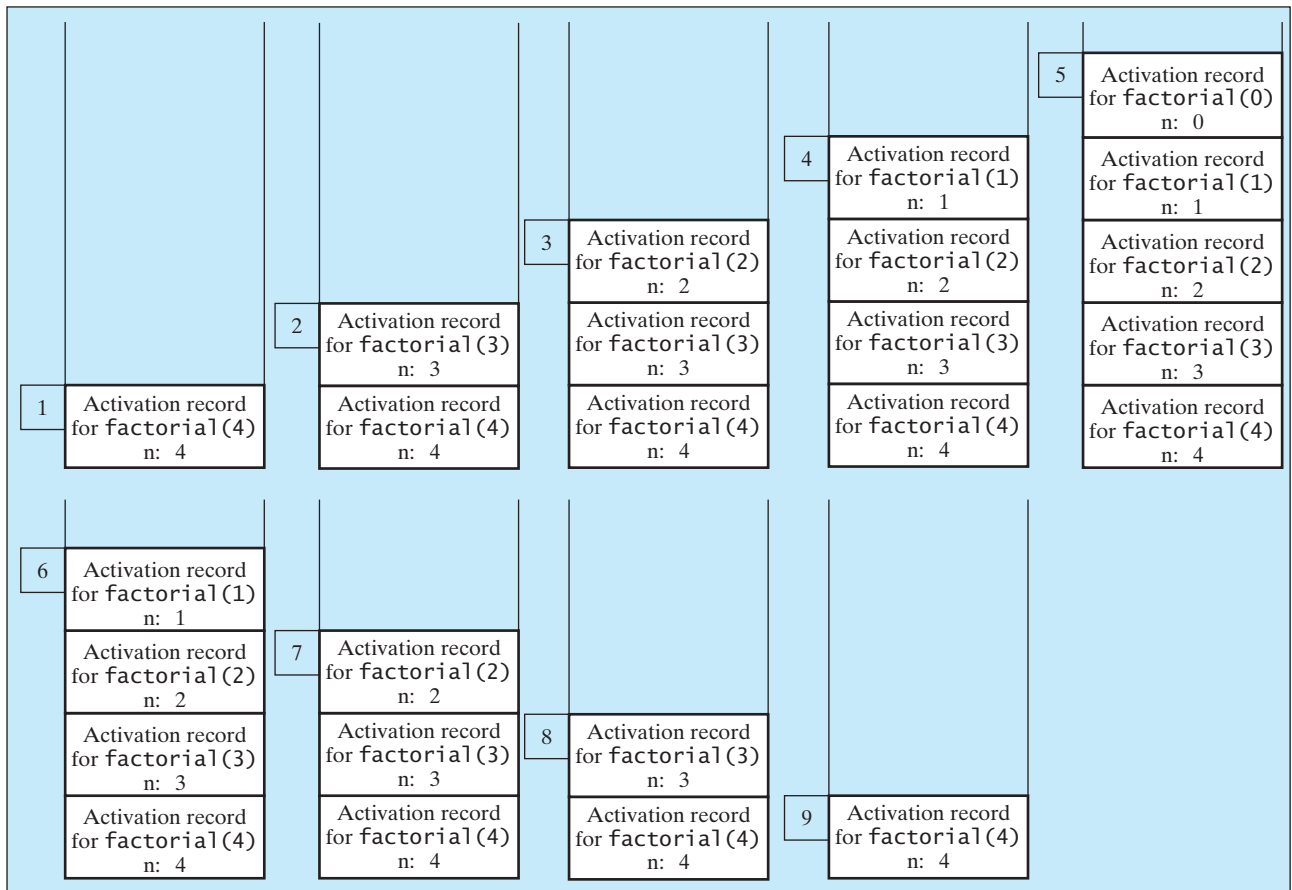 1
Activation record
for factorial(4)
n: 4
2
Activation record
for factorial(3)
n: 3
Activation record
for factorial(4)
n: 4
3
Activation record
for factorial(2)
n: 2
Activation record
for factorial(3)
n: 3
Activation record
for factorial(4)
n: 4
4
Activation record
for factorial(1)
n: 1
Activation record
for factorial(2)
n: 2
Activation record
for factorial(3)
n: 3
Activation record
for factorial(4)
n: 4
5
Activation record
for factorial(0)
n: 0
Activation record
for factorial(1)
n: 1
Activation record
for factorial(2)
n: 2
Activation record
for factorial(3)
n: 3
Activation record
for factorial(4)
n: 4
6
Activation record
for factorial(1)
n: 1
Activation record
for factorial(2)
n: 2
Activation record
for factorial(3)
n: 3
Activation record
for factorial(4)
n: 4
7
Activation record
for factorial(2)
n: 2
Activation record
for factorial(3)
n: 3
Activation record
for factorial(4)
n: 4
8
Activation record
for factorial(3)
n: 3
Activation record
for factorial(4)
n: 4
9
Activation record
for factorial(4)
n: 4